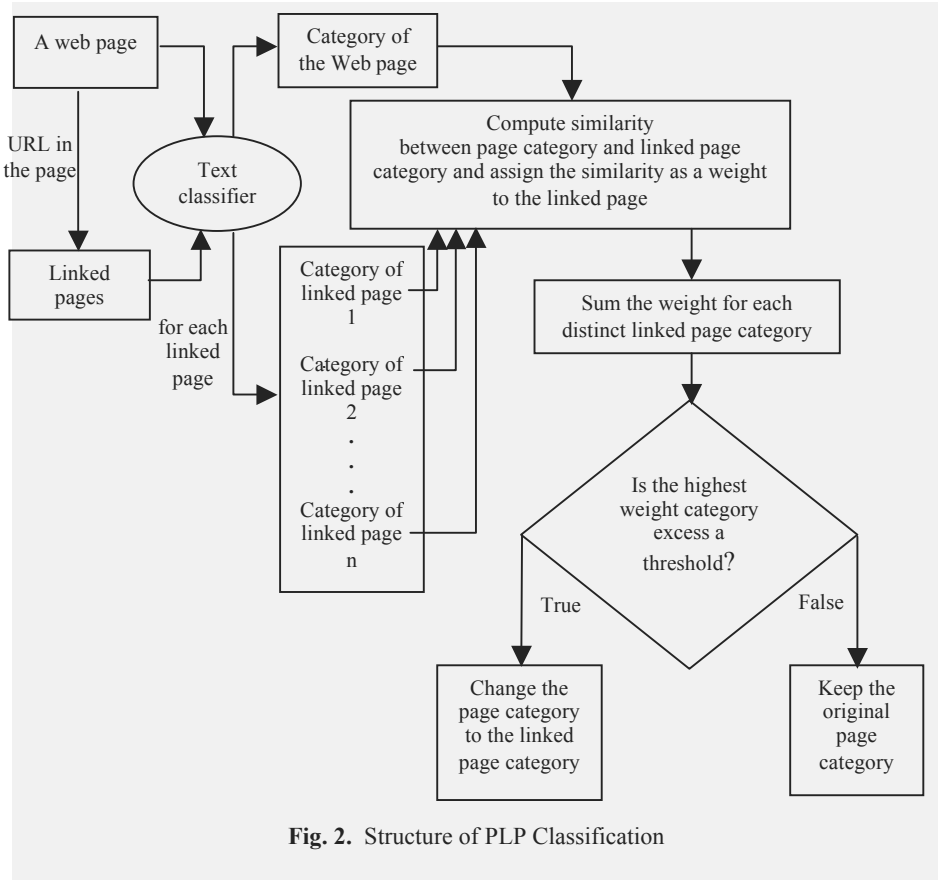 A web page
Category of
the Web page
URL in
the page
Text
classifier
Compute similarity
between page category and linked page
category and assign the similarity as a weight
to the linked page
Linked
pages
for each
linked
page
Category of
linked page
1
Category of
linked page
2
.
.
.
Category of
linked page
n
Sum the weight for each
distinct linked page category
Is the highest
weight category
excess a
threshold?
True
False
Change the
page category
to the linked
page category
Keep the
original
page
category
Fig. 2. Structure of PLP Classification